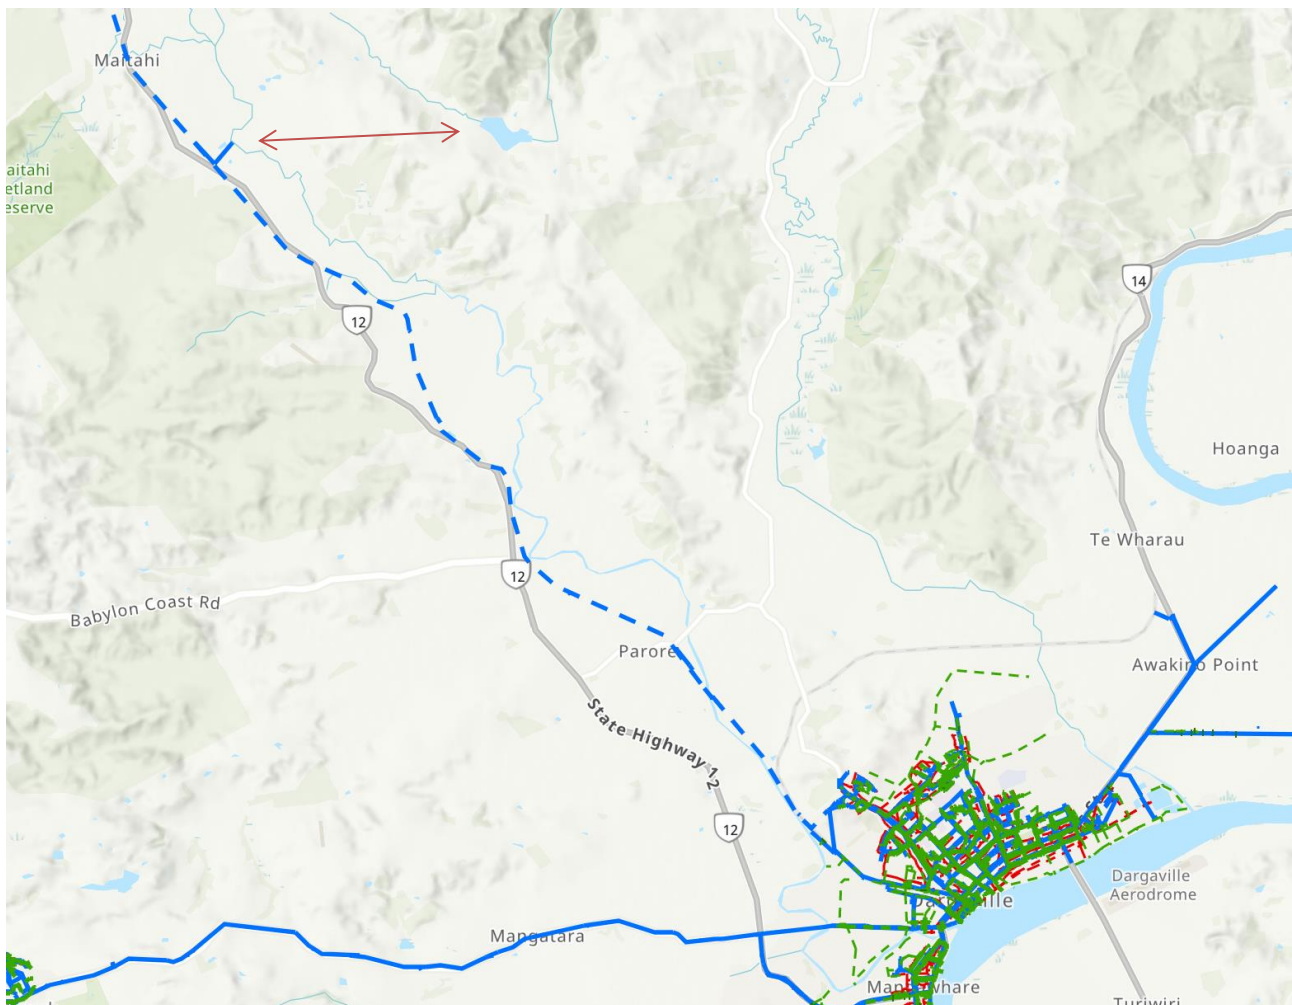 Maitahi
aitahi
etland
eserve
14
12
Hoanga
Te Wharau
12
Babylon Coast Rd
Parore
Awakino Point
State Highway 12
12
Dargaville
Aerodrome
Dargaville
Mangatara
Mangawhare
Turiwiri